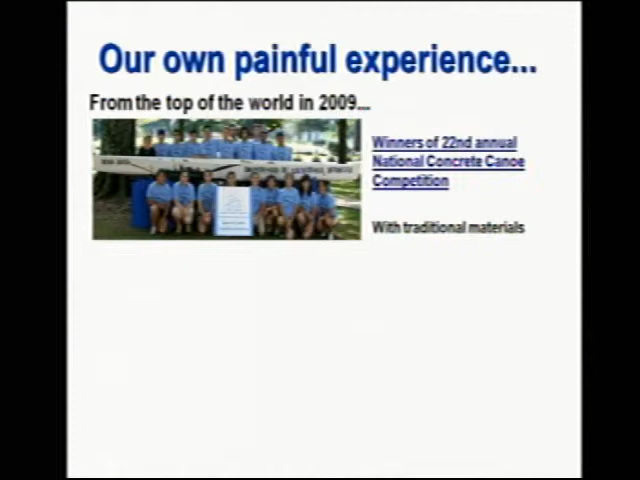 Our own painful experience...
From the top of the world in 2009...
Winners of 22nd annual
National Concrete Canoe
Competition
With traditional materials